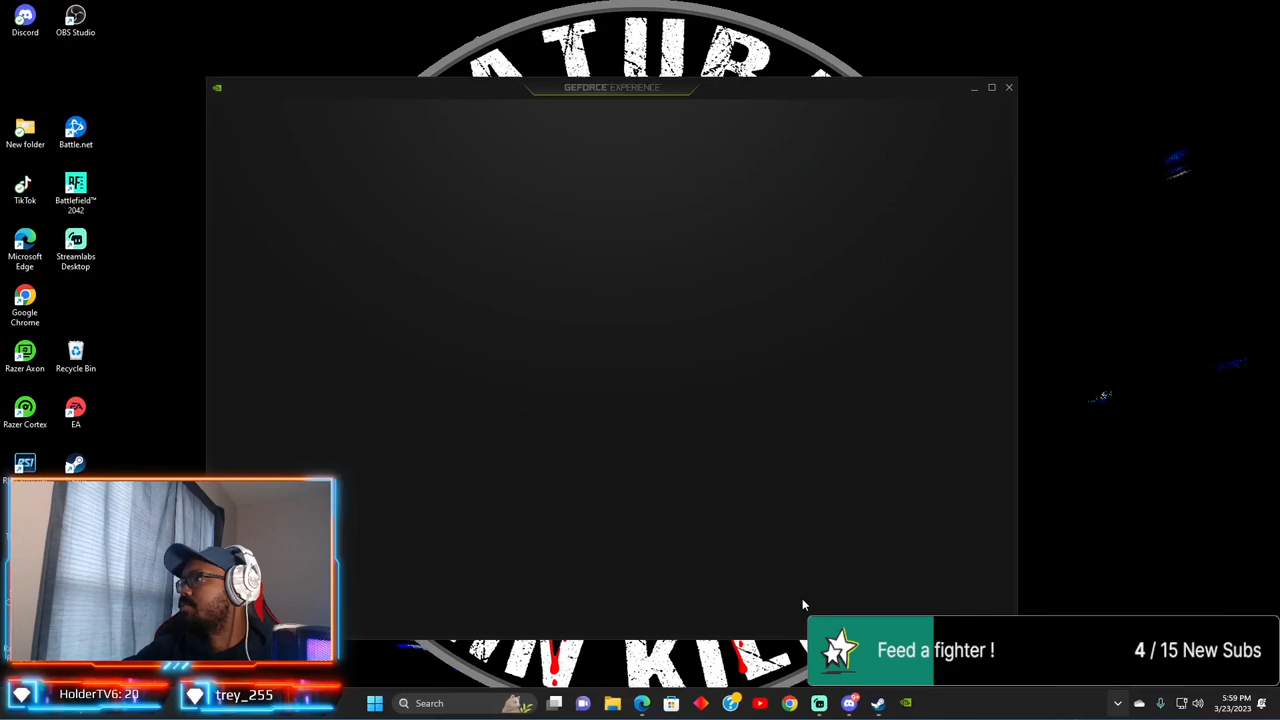 Discord
OBS Studio
ATUR
GEFORCE EXPERIENCE
New folder
Battle.net
TikTok
Battlefield™
2042
Microsoft
Edge
Streamlabs
Desktop
Google
Chrome
Razer Axon
Recycle Bin
Razer Cortex
EA
Feed a fighter !
4 / 15 New Subs
HolderTV6: 20
trey_255
Search
5:59 PM
3/23/2023